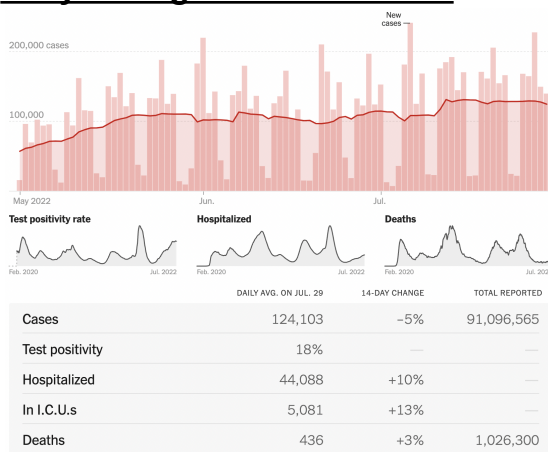 New
cases
200,000 cases
100,000
May 2022 Jun. Jul.
Test positivity rate Hospitalized Deaths
Feb. 2020 Jul. 2022 Feb. 2020 Jul. 2022 Feb. 2020 Jul. 202
DAILY AVG. ON JUL. 29 14-DAY CHANGE TOTAL REPORTED
Cases 124,103 –5% 91,096,565
Test positivity 18% — —
Hospitalized 44,088 +10% —
In I.C.U.s 5,081 +13% —
Deaths 436 +3% 1,026,300